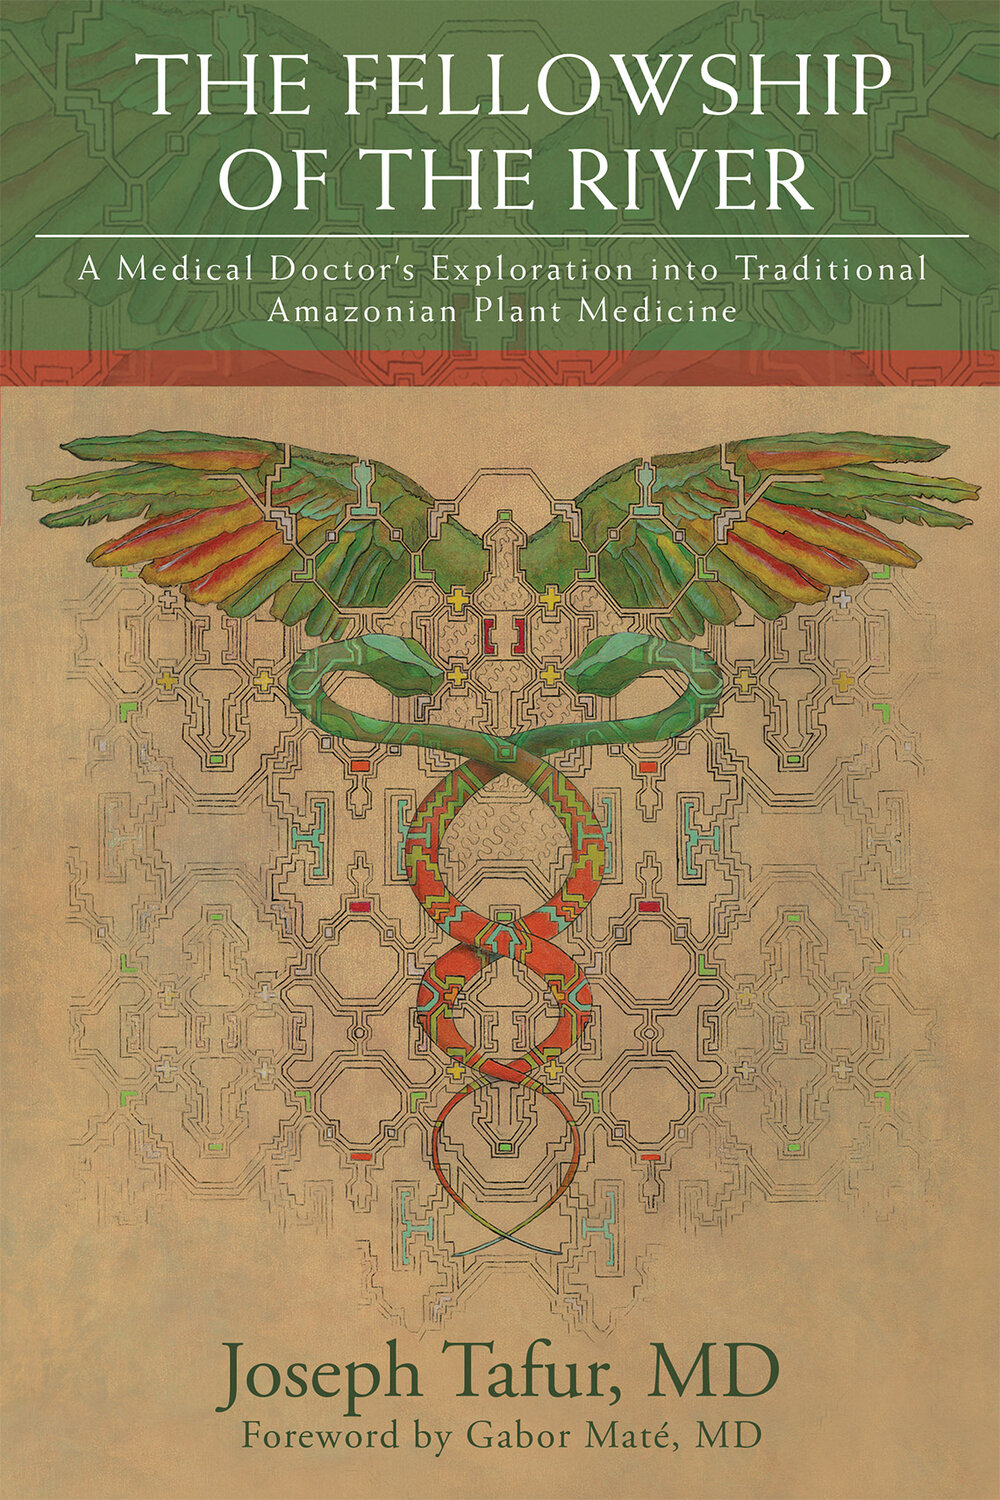 THE FELLOWSHIP
OF THE RIVER
A Medical Doctor's Exploration into Traditional
Amazonian Plant Medicine
Joseph Tafur, MD
Foreword by Gabor Maté, MD